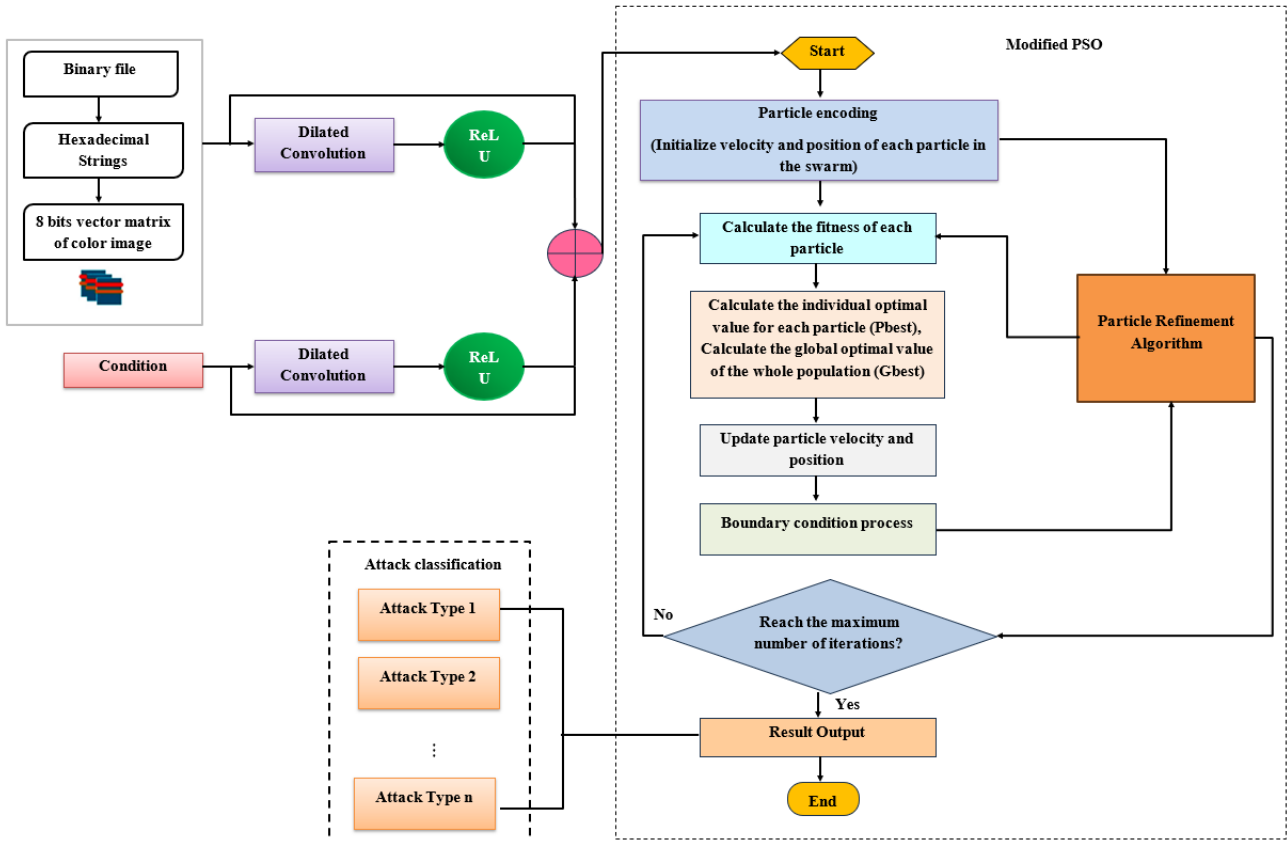 Binary file
Hexadecimal
Strings
8 bits vector matrix
of color image
Dilated
Convolution
ReL
U
Condition
Dilated
Convolution
ReL
U
Modified PSO
Start
Particle encoding
(Initialize velocity and position of each particle in
the swarm)
Calculate the fitness of each
particle
Calculate the individual optimal
value for each particle (Pbest),
Calculate the global optimal value
of the whole population (Gbest)
Particle Refinement
Algorithm
Update particle velocity and
position
Boundary condition process
No
Reach the maximum
number of iterations?
Yes
Result Output
End
Attack classification
Attack Type 1
Attack Type 2
...
Attack Type n